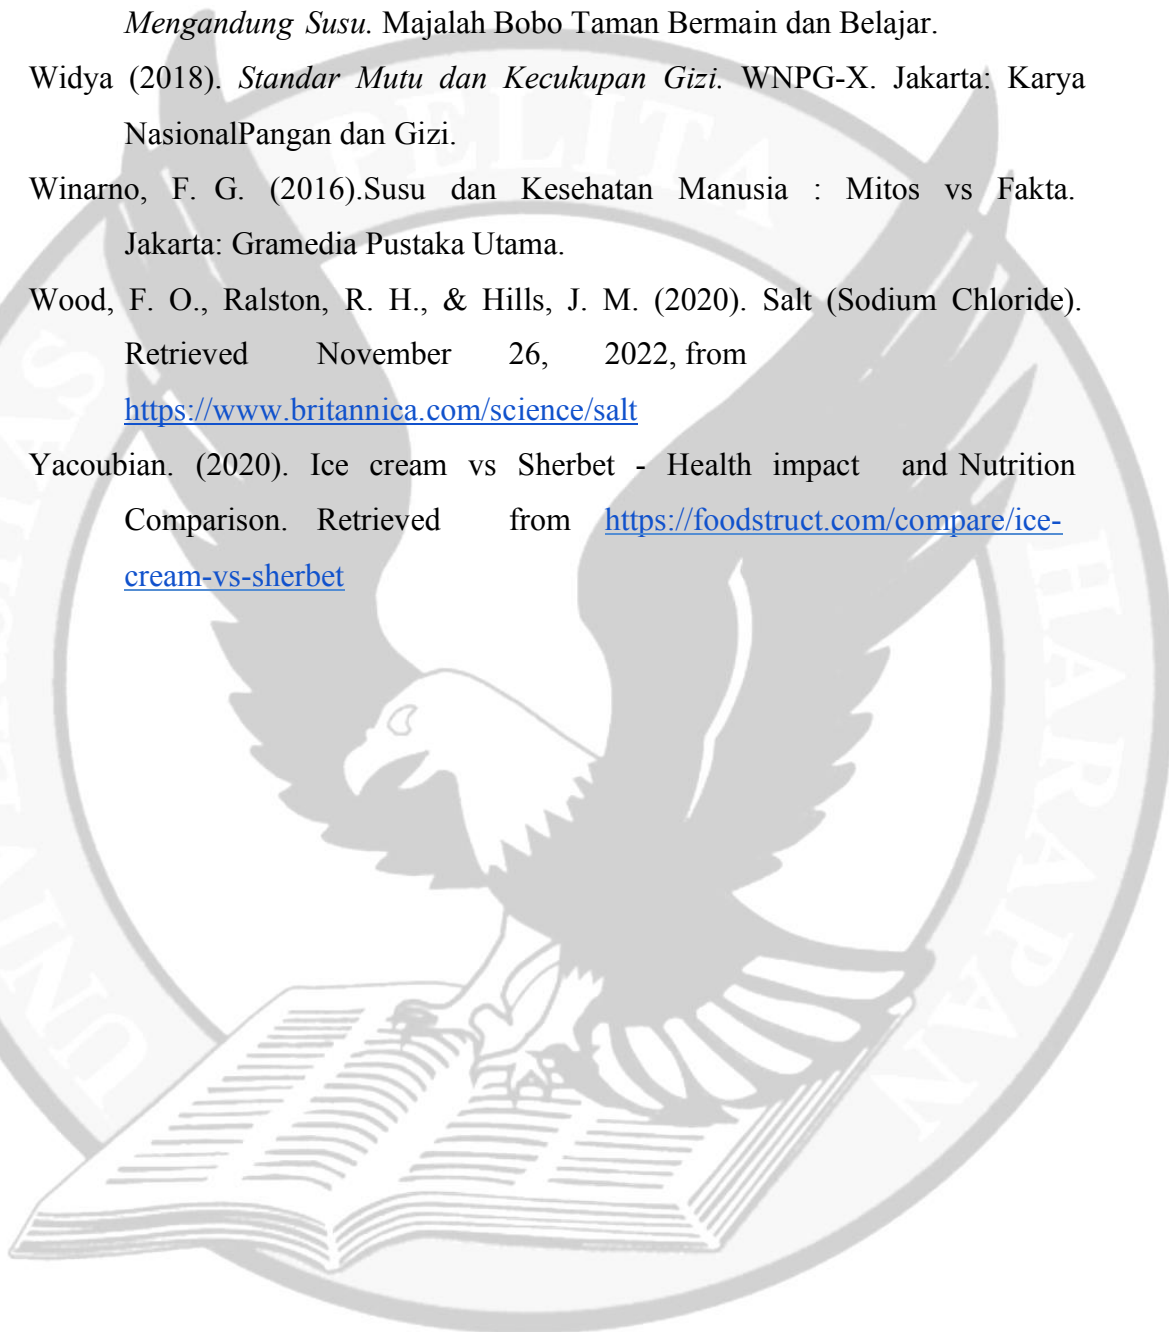 Mengandung Susu. Majalah Bobo Taman Bermain dan Belajar.
Widya (2018). Standar Mutu dan Kecukupan Gizi. WNPG-X. Jakarta: Karya
NasionalPangan dan Gizi.
Winarno, F. G. (2016).Susu dan Kesehatan Manusia : Mitos vs Fakta.
Jakarta: Gramedia Pustaka Utama.
Wood, F. O., Ralston, R. H., & Hills, J. M. (2020). Salt (Sodium Chloride).
Retrieved November 26, 2022, from
https://www.britannica.com/science/salt
Yacoubian. (2020). Ice cream vs Sherbet - Health impact and Nutrition
Comparison. Retrieved from https://foodstruct.com/compare/ice-
cream-vs-sherbet
UNIVERSITAS PELITA HARAPAN